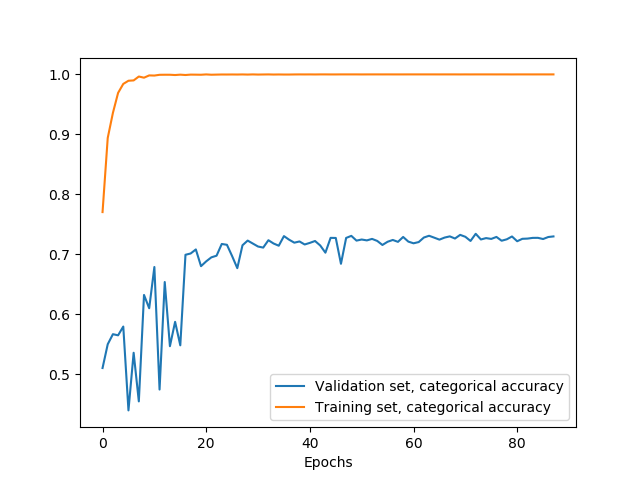 1.0
0.9
0.8
0.7
0.6
0.5
Validation set, categorical accuracy
Training set, categorical accuracy
0 20 40 60 80
Epochs